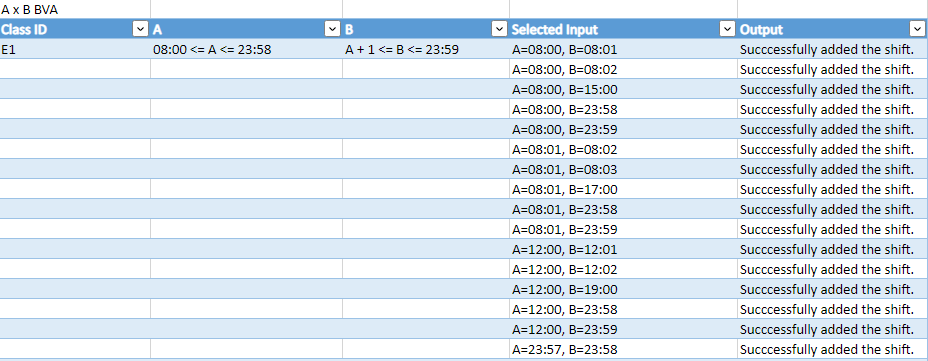 A x B BVA
Class ID A B Selected Input Output
E1 08:00 <= A <= 23:58 A + 1 <= B <= 23:59 A=08:00, B=08:01 Succcessfully added the shift.
A=08:00, B=08:02 Succcessfully added the shift.
A=08:00, B=15:00 Succcessfully added the shift.
A=08:00, B=23:58 Succcessfully added the shift.
A=08:00, B=23:59 Succcessfully added the shift.
A=08:01, B=08:02 Succcessfully added the shift.
A=08:01, B=08:03 Succcessfully added the shift.
A=08:01, B=17:00 Succcessfully added the shift.
A=08:01, B=23:58 Succcessfully added the shift.
A=08:01, B=23:59 Succcessfully added the shift.
A=12:00, B=12:01 Succcessfully added the shift.
A=12:00, B=12:02 Succcessfully added the shift.
A=12:00, B=19:00 Succcessfully added the shift.
A=12:00, B=23:58 Succcessfully added the shift.
A=12:00, B=23:59 Succcessfully added the shift.
A=23:57, B=23:58 Succcessfully added the shift.